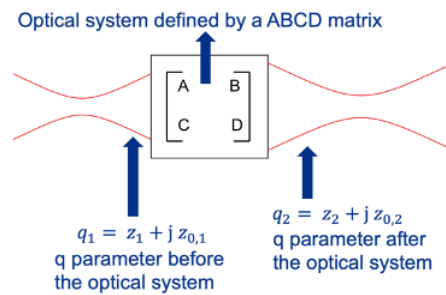 Optical system defined by a ABCD matrix
A B
C D
q₁ = z₁ + j z₀,₁
q parameter before
the optical system
q₂ = z₂ + j z₀,₂
q parameter after
the optical system